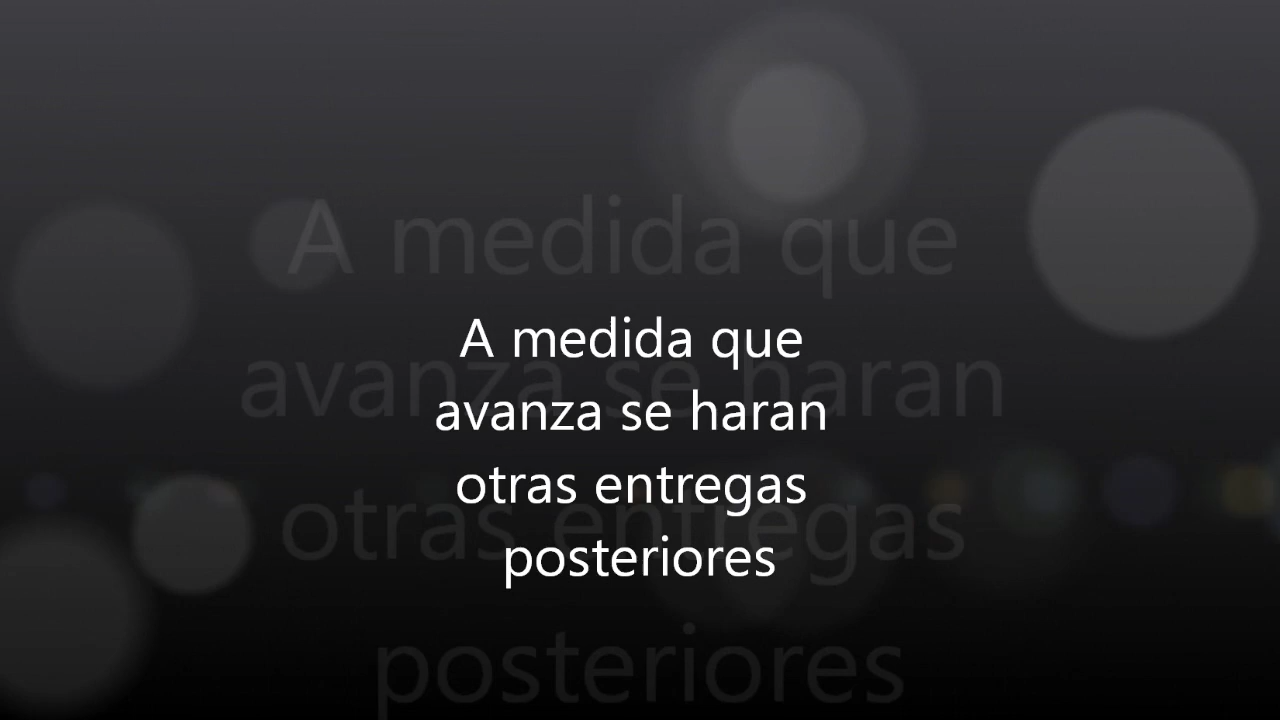 A medida que
avanza se haran
otras entregas
posteriores